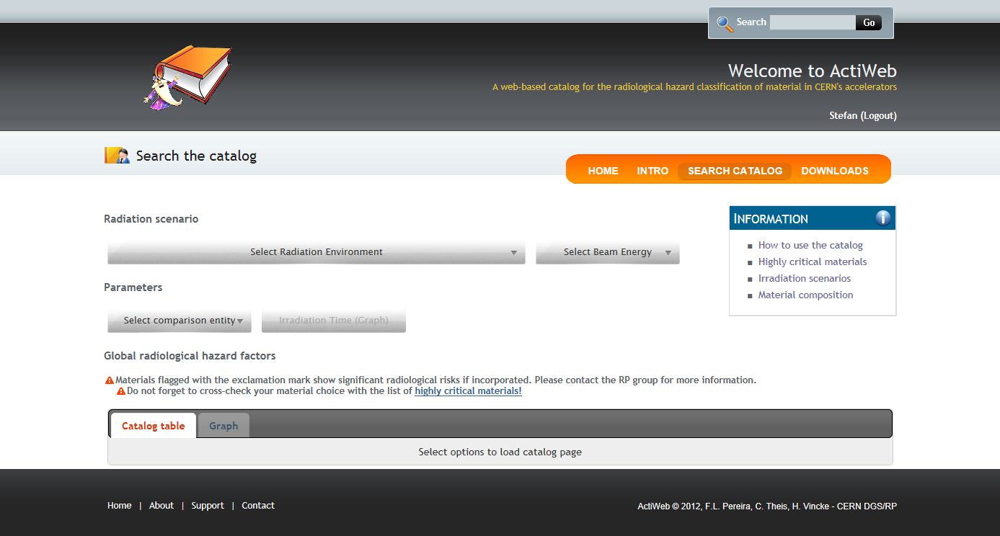 Search Go
Welcome to ActiWeb
A web-based catalog for the radiological hazard classification of material in CERN's accelerators
Stefan (Logout)
Search the catalog
HOME INTRO SEARCH CATALOG DOWNLOADS
Radiation scenario
Select Radiation Environment Select Beam Energy
Parameters
Select comparison entity Irradiation Time (Graph)
INFORMATION
How to use the catalog
Highly critical materials
Irradiation scenarios
Material composition
Global radiological hazard factors
Materials flagged with the exclamation mark show significant radiological risks if incorporated. Please contact the RP group for more information.
Do not forget to cross-check your material choice with the list of highly critical materials!
Catalog table Graph
Select options to load catalog page
Home | About | Support | Contact
ActiWeb © 2012, F.L. Pereira, C. Theis, H. Vincke - CERN DGS/RP